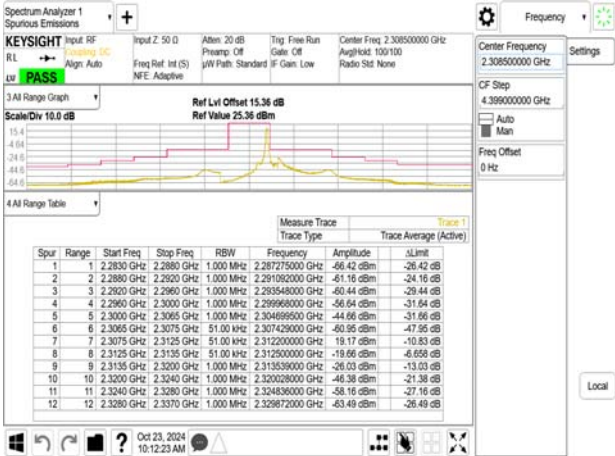 Spectrum Analyzer 1
Spurious Emissions
Frequency
KEYSIGHT Input: RF Input Z: 50 Ω Atten: 20 dB Trig: Free Run Center Freq: 2.308500000 GHz
RL Coupling: DC Preamp: Off Gate: Off Avg|Hold: 100/100
Align: Auto Freq Ref: Int (S) µW Path: Standard IF Gain: Low Radio Std: None
NFE: Adaptive
PASS
Center Frequency
2.308500000 GHz
Settings
CF Step
4.399000000 GHz
Auto
Man
Freq Offset
0 Hz
3 All Range Graph
Ref Lvl Offset 15.36 dB
Scale/Div 10.0 dB Ref Value 25.36 dBm
15.4
-4.64
-24.6
-44.6
-64.6
4 All Range Table
Measure Trace Trace 1
Trace Type Trace Average (Active)
Spur Range Start Freq Stop Freq RBW Frequency Amplitude ΔLimit
1 1 2.2830 GHz 2.2880 GHz 1.000 MHz 2.287275000 GHz -66.42 dBm -26.42 dB
2 2 2.2880 GHz 2.2920 GHz 1.000 MHz 2.291092000 GHz -61.16 dBm -24.16 dB
3 3 2.2920 GHz 2.2960 GHz 1.000 MHz 2.293548000 GHz -60.44 dBm -29.44 dB
4 4 2.2960 GHz 2.3000 GHz 1.000 MHz 2.299968000 GHz -56.64 dBm -31.64 dB
5 5 2.3000 GHz 2.3065 GHz 1.000 MHz 2.304699500 GHz -44.66 dBm -31.66 dB
6 6 2.3065 GHz 2.3075 GHz 51.00 kHz 2.307429000 GHz -60.95 dBm -47.95 dB
7 7 2.3075 GHz 2.3125 GHz 51.00 kHz 2.312200000 GHz 19.17 dBm -10.83 dB
8 8 2.3125 GHz 2.3135 GHz 51.00 kHz 2.312500000 GHz -19.66 dBm -6.658 dB
9 9 2.3135 GHz 2.3200 GHz 1.000 MHz 2.313539000 GHz -26.03 dBm -13.03 dB
10 10 2.3200 GHz 2.3240 GHz 1.000 MHz 2.320028000 GHz -46.38 dBm -21.38 dB
11 11 2.3240 GHz 2.3280 GHz 1.000 MHz 2.324836000 GHz -58.16 dBm -27.16 dB
12 12 2.3280 GHz 2.3370 GHz 1.000 MHz 2.329872000 GHz -63.49 dBm -26.49 dB
Local
Oct 23, 2024
10:12:23 AM